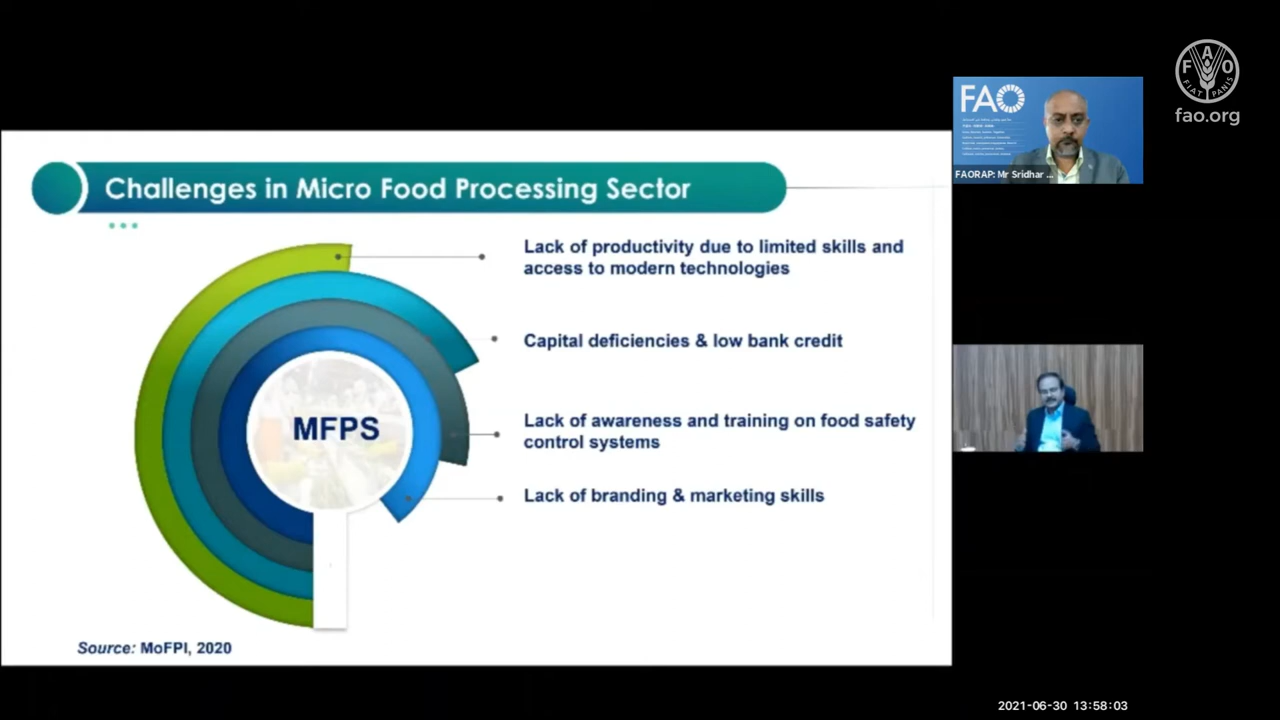 Challenges in Micro Food Processing Sector
Lack of productivity due to limited skills and
access to modern technologies
Capital deficiencies & low bank credit
Lack of awareness and training on food safety
control systems
Lack of branding & marketing skills
MFPS
Source: MoFPI, 2020
FAO
FAORAP: Mr Sridhar ...
F A O
FIAT PANIS
fao.org
2021-06-30 13:58:03